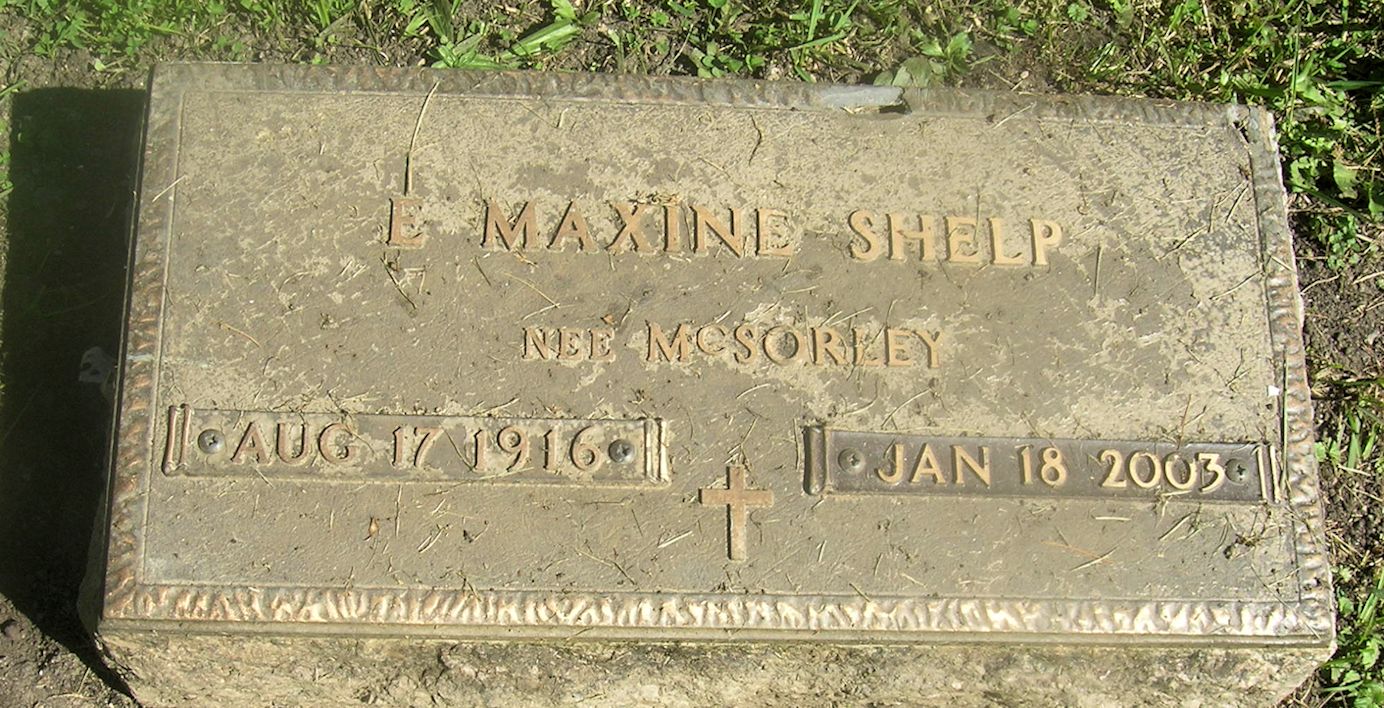 E MAXINE SHELP
NEE McSORLEY
AUG 17 1916
JAN 18 2003